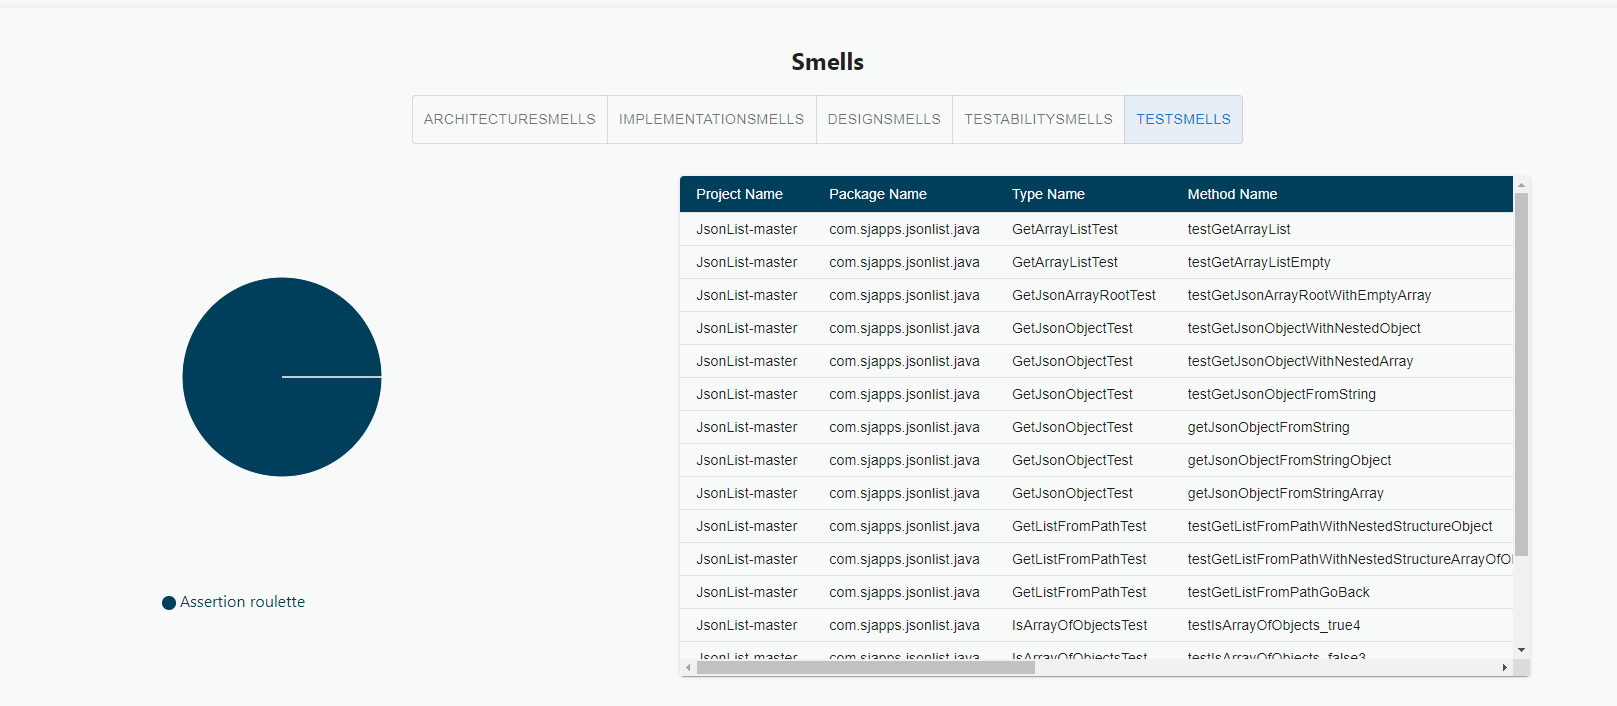 Smells
ARCHITECTURESMELLS IMPLEMENTATIONSMELLS DESIGNSMELLS TESTABILITYSMELLS TESTSMELLS
Project Name Package Name Type Name Method Name
JsonList-master com.sjapps.jsonlist.java GetArrayListTest testGetArrayList
JsonList-master com.sjapps.jsonlist.java GetArrayListTest testGetArrayListEmpty
JsonList-master com.sjapps.jsonlist.java GetJsonArrayRootTest testGetJsonArrayRootWithEmptyArray
JsonList-master com.sjapps.jsonlist.java GetJsonObjectTest testGetJsonObjectWithNestedObject
JsonList-master com.sjapps.jsonlist.java GetJsonObjectTest testGetJsonObjectWithNestedArray
JsonList-master com.sjapps.jsonlist.java GetJsonObjectTest testGetJsonObjectFromString
JsonList-master com.sjapps.jsonlist.java GetJsonObjectTest getJsonObjectFromString
JsonList-master com.sjapps.jsonlist.java GetJsonObjectTest getJsonObjectFromStringObject
JsonList-master com.sjapps.jsonlist.java GetJsonObjectTest getJsonObjectFromStringArray
JsonList-master com.sjapps.jsonlist.java GetListFromPathTest testGetListFromPathWithNestedStructureObject
JsonList-master com.sjapps.jsonlist.java GetListFromPathTest testGetListFromPathWithNestedStructureArrayOfO
JsonList-master com.sjapps.jsonlist.java GetListFromPathTest testGetListFromPathGoBack
JsonList-master com.sjapps.jsonlist.java IsArrayOfObjectsTest testIsArrayOfObjects_true4
JsonList-master com.sjapps.jsonlist.java IsArrayOfObjectsTest testIsArrayOfObjects_false3
Assertion roulette